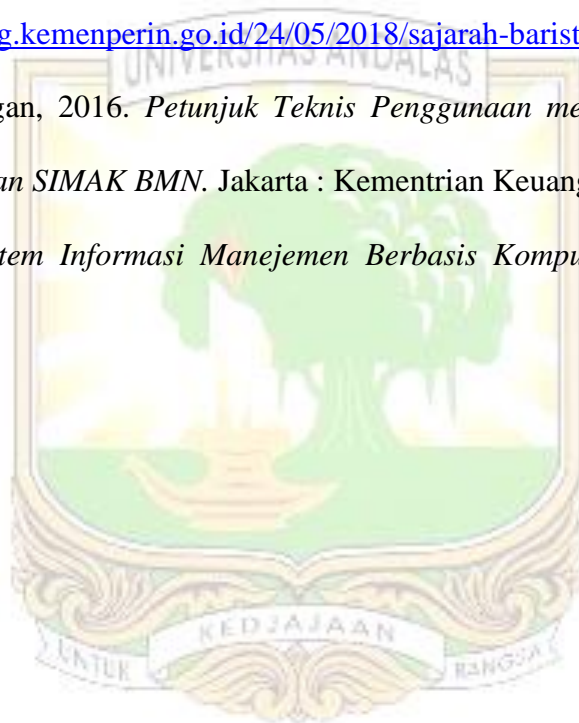 g.kemenperin.go.id/24/05/2018/sajarah-barist
UNIVERSITAS ANDALAS
gan, 2016. Petunjuk Teknis Penggunaan me
an SIMAK BMN. Jakarta : Kementrian Keuang
tem Informasi Manejemen Berbasis Kompu
KEDJAJAAN
UNTUK BANGSA